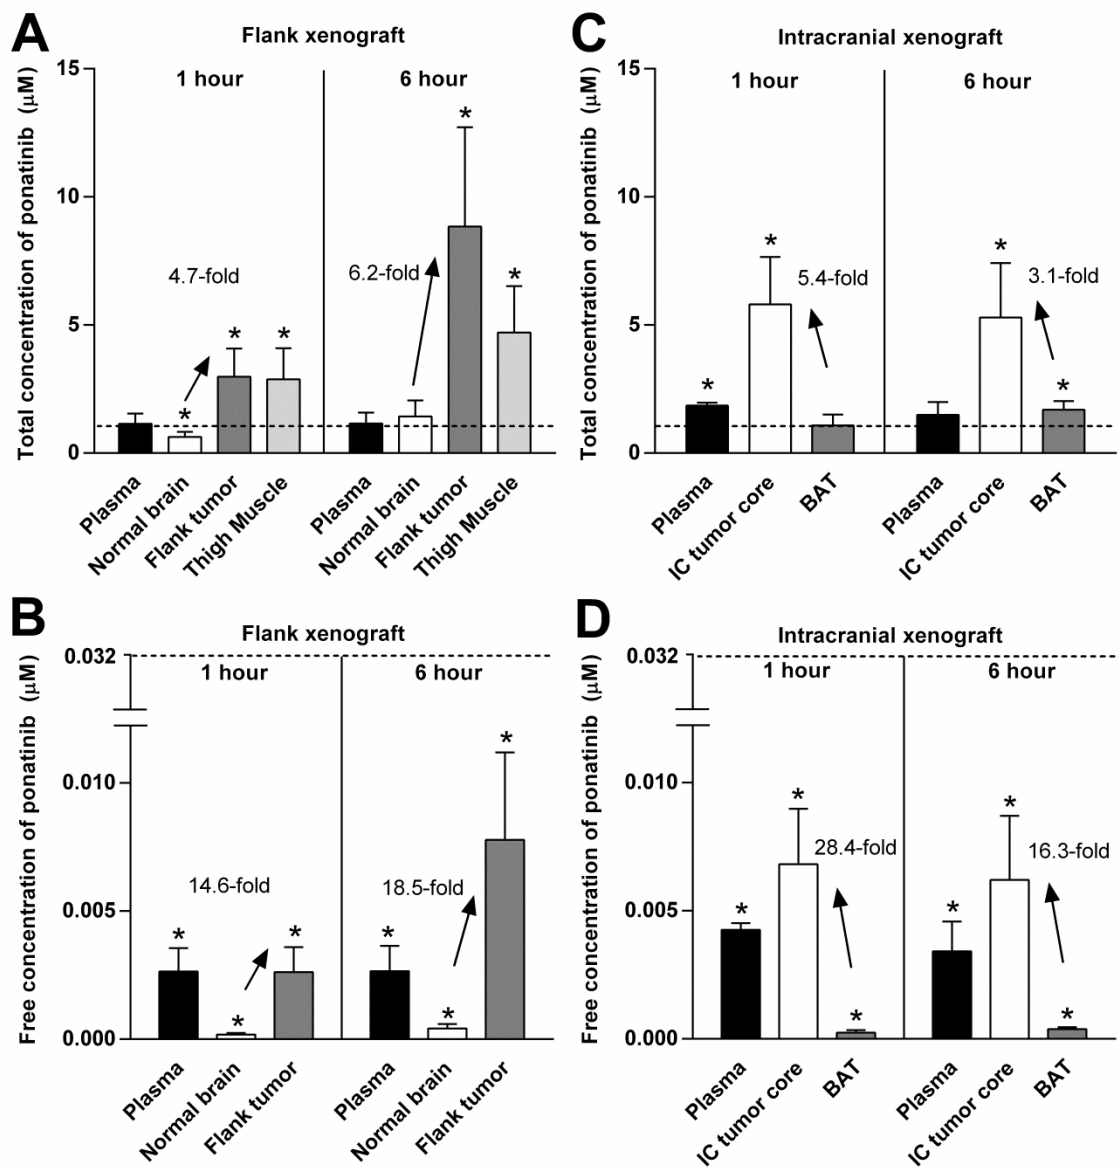 A
Flank xenograft
1 hour
6 hour
Total concentration of ponatinib (μM)
15
10
5
0
4.7-fold
6.2-fold
*
*
*
*
*
Plasma
Normal brain
Flank tumor
Thigh Muscle
Plasma
Normal brain
Flank tumor
Thigh Muscle
C
Intracranial xenograft
1 hour
6 hour
Total concentration of ponatinib (μM)
15
10
5
0
5.4-fold
3.1-fold
*
*
*
*
Plasma
IC tumor core
BAT
Plasma
IC tumor core
BAT
B
Flank xenograft
1 hour
6 hour
Free concentration of ponatinib (μM)
0.032
0.010
0.005
0.000
14.6-fold
18.5-fold
*
*
*
*
*
*
Plasma
Normal brain
Flank tumor
Plasma
Normal brain
Flank tumor
D
Intracranial xenograft
1 hour
6 hour
Free concentration of ponatinib (μM)
0.032
0.010
0.005
0.000
28.4-fold
16.3-fold
*
*
*
*
*
*
Plasma
IC tumor core
BAT
Plasma
IC tumor core
BAT